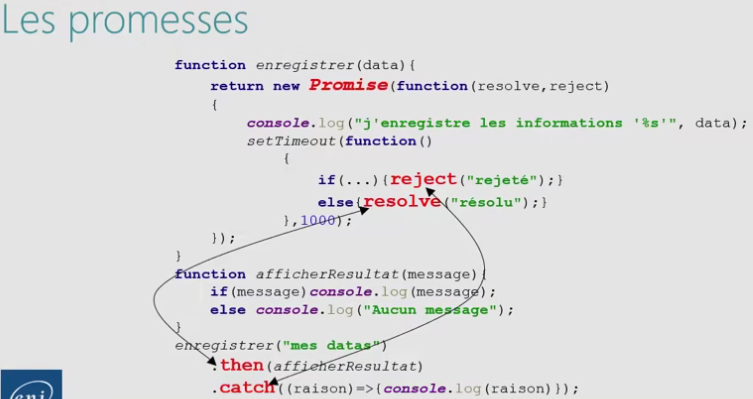 Les promesses
function enregistrer(data){
return new Promise(function(resolve,reject)
{
console.log("j'enregistre les informations '%s'", data);
setTimeout(function()
{
if(...){reject("rejeté");}
else{resolve("résolu");}
},1000);
});
}
function afficherResultat(message){
if(message)console.log(message);
else console.log("Aucun message");
}
enregistrer("mes datas")
.then(afficherResultat)
.catch((raison)=>{console.log(raison)});
eni